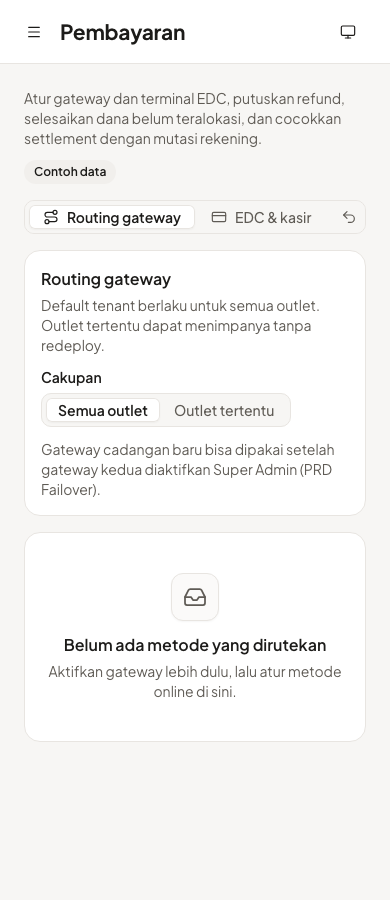 Pembayaran
Atur gateway dan terminal EDC, putuskan refund,
selesaikan dana belum teralokasi, dan cocokkan
settlement dengan mutasi rekening.
Contoh data
Routing gateway
EDC & kasir
Routing gateway
Default tenant berlaku untuk semua outlet.
Outlet tertentu dapat menimpanya tanpa
redeploy.
Cakupan
Semua outlet
Outlet tertentu
Gateway cadangan baru bisa dipakai setelah
gateway kedua diaktifkan Super Admin (PRD
Failover).
Belum ada metode yang dirutekan
Aktifkan gateway lebih dulu, lalu atur metode
online di sini.